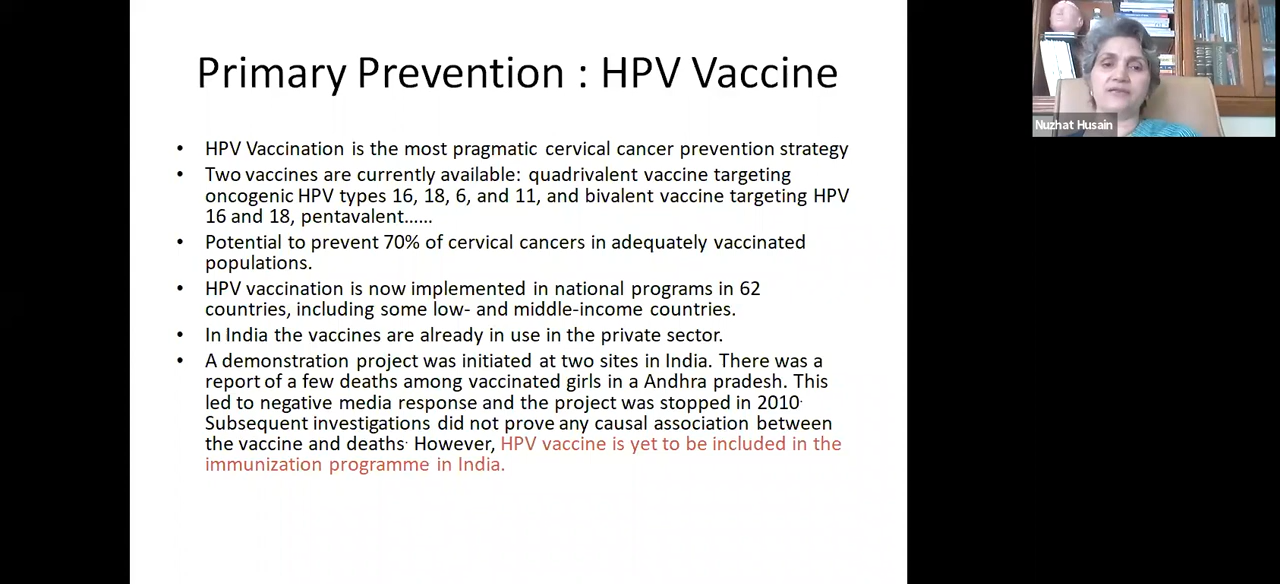 Primary Prevention : HPV Vaccine
• HPV Vaccination is the most pragmatic cervical cancer prevention strategy
• Two vaccines are currently available: quadrivalent vaccine targeting
oncogenic HPV types 16, 18, 6, and 11, and bivalent vaccine targeting HPV
16 and 18, pentavalent......
• Potential to prevent 70% of cervical cancers in adequately vaccinated
populations.
• HPV vaccination is now implemented in national programs in 62
countries, including some low- and middle-income countries.
• In India the vaccines are already in use in the private sector.
• A demonstration project was initiated at two sites in India. There was a
report of a few deaths among vaccinated girls in a Andhra pradesh. This
led to negative media response and the project was stopped in 2010.
Subsequent investigations did not prove any causal association between
the vaccine and deaths. However, HPV vaccine is yet to be included in the
immunization programme in India.
Nuzhat Husain